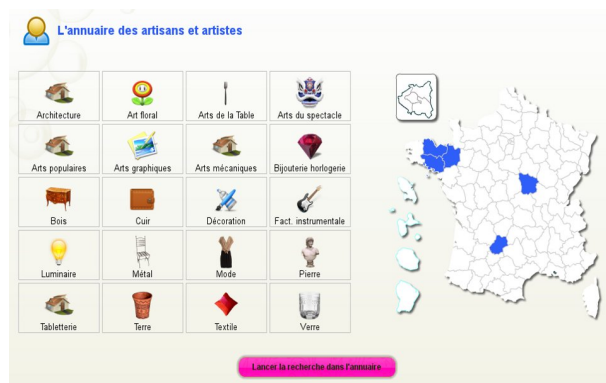 L'annuaire des artisans et artistes
Architecture
Art floral
Arts de la Table
Arts du spectacle
Arts populaires
Arts graphiques
Arts mécaniques
Bijouterie horlogerie
Bois
Cuir
Décoration
Fact. instrumentale
Luminaire
Métal
Mode
Pierre
Tabletterie
Terre
Textile
Verre
Lancer la recherche dans l'annuaire